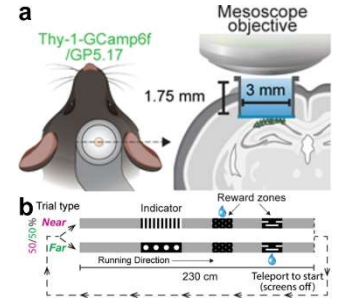 a
Thy-1-GCamp6f
/GP5.17
Mesoscope
objective
1.75 mm
3 mm
b
Trial type
Indicator
Reward zones
50/50%
Near
Far
Running Direction
230 cm
Teleport to start
(screens off)